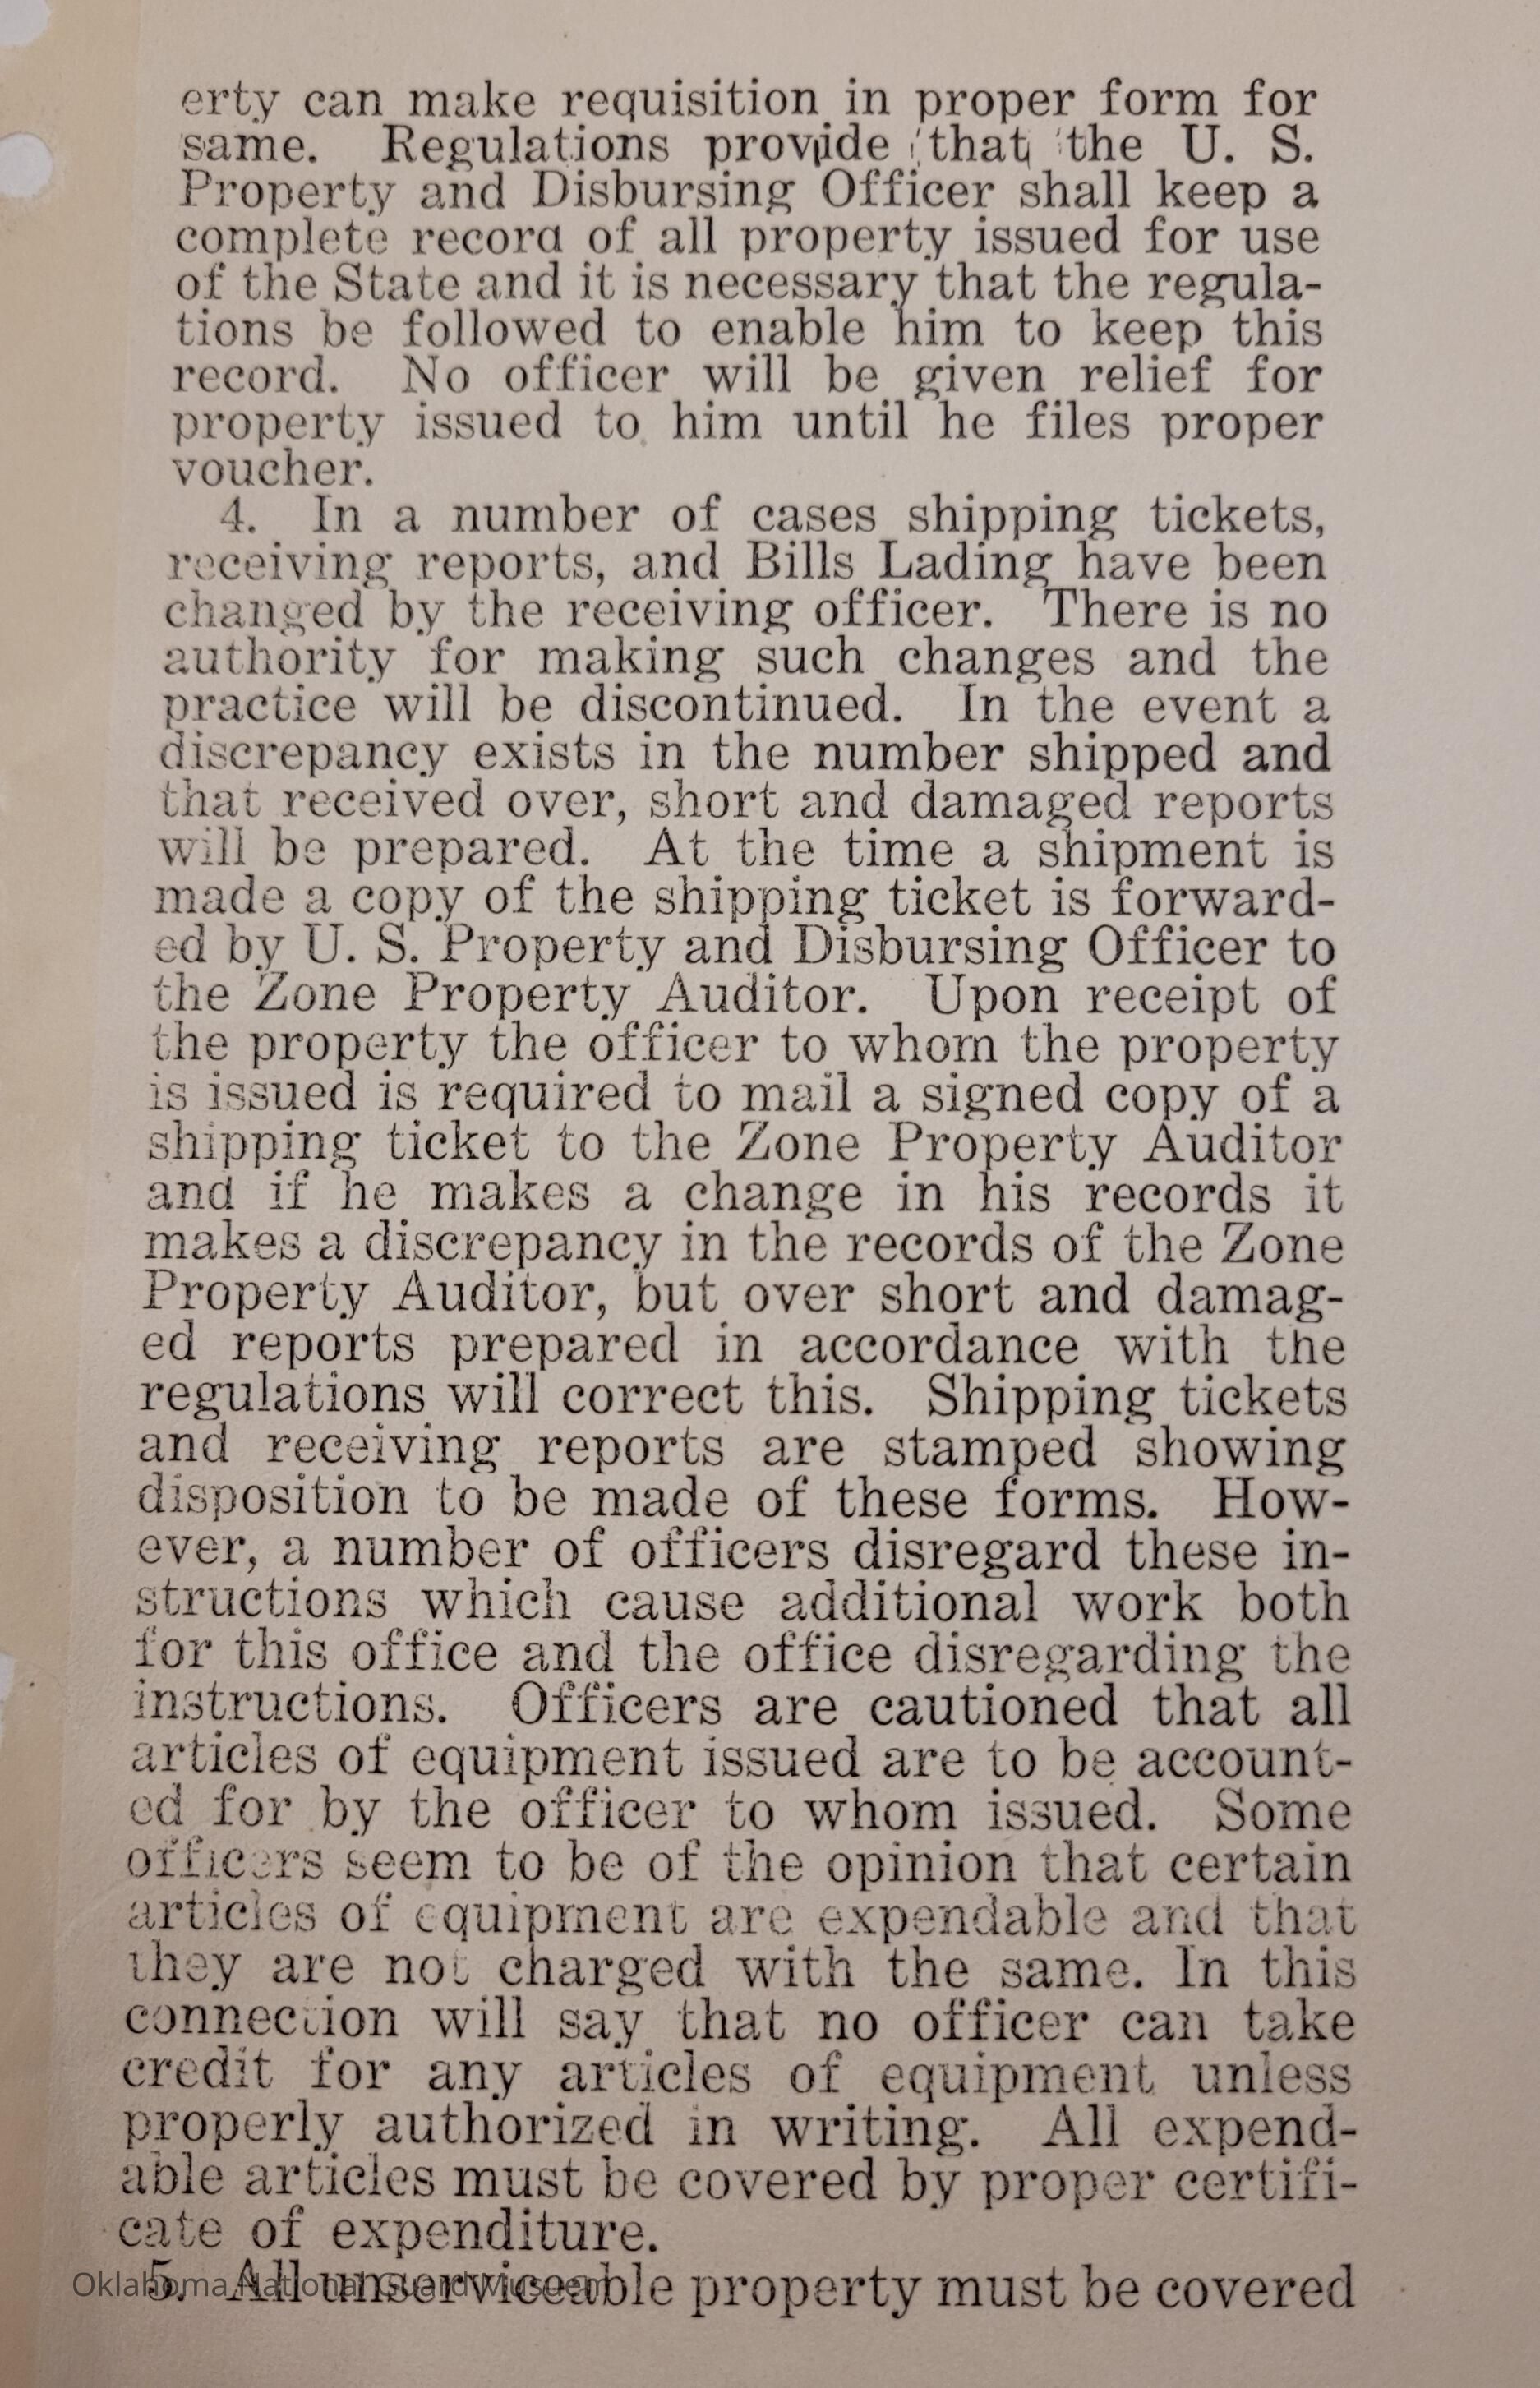 erty can make requisition in proper form for
same. Regulations provide that the U. S.
Property and Disbursing Officer shall keep a
complete record of all property issued for use
of the State and it is necessary that the regula-
tions be followed to enable him to keep this
record. No officer will be given relief for
property issued to him until he files proper
voucher.
4. In a number of cases shipping tickets,
receiving reports, and Bills Lading have been
changed by the receiving officer. There is no
authority for making such changes and the
practice will be discontinued. In the event a
discrepancy exists in the number shipped and
that received over, short and damaged reports
will be prepared. At the time a shipment is
made a copy of the shipping ticket is forward-
ed by U. S. Property and Disbursing Officer to
the Zone Property Auditor. Upon receipt of
the property the officer to whom the property
is issued is required to mail a signed copy of a
shipping ticket to the Zone Property Auditor
and if he makes a change in his records it
makes a discrepancy in the records of the Zone
Property Auditor, but over short and damag-
ed reports prepared in accordance with the
regulations will correct this. Shipping tickets
and receiving reports are stamped showing
disposition to be made of these forms. How-
ever, a number of officers disregard these in-
structions which cause additional work both
for this office and the office disregarding the
instructions. Officers are cautioned that all
articles of equipment issued are to be account-
ed for by the officer to whom issued. Some
officers seem to be of the opinion that certain
articles of equipment are expendable and that
they are not charged with the same. In this
connection will say that no officer can take
credit for any articles of equipment unless
properly authorized in writing. All expend-
able articles must be covered by proper certifi-
cate of expenditure.
5. All unserviceable property must be covered
Oklahoma National Guard Museum